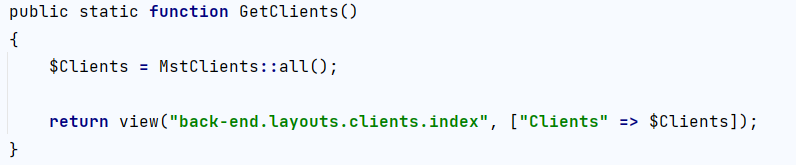 public static function GetClients()
{
    $Clients = MstClients::all();
    return view("back-end.layouts.clients.index", ["Clients" => $Clients]);
}